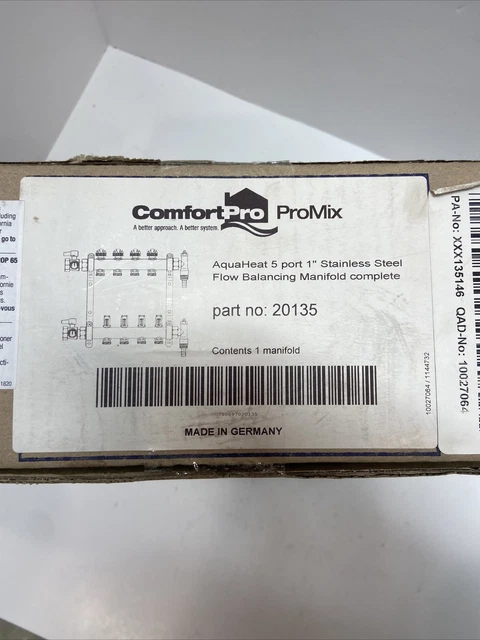 ComfortPro ProMix
A better approach. A better system.
AquaHeat 5 port 1" Stainless Steel
Flow Balancing Manifold complete
part no: 20135
Contents 1 manifold
MADE IN GERMANY
10027064 / 1144732
PA-No: XXX135146 QAD-No: 10027064
go to
OP 65
1820